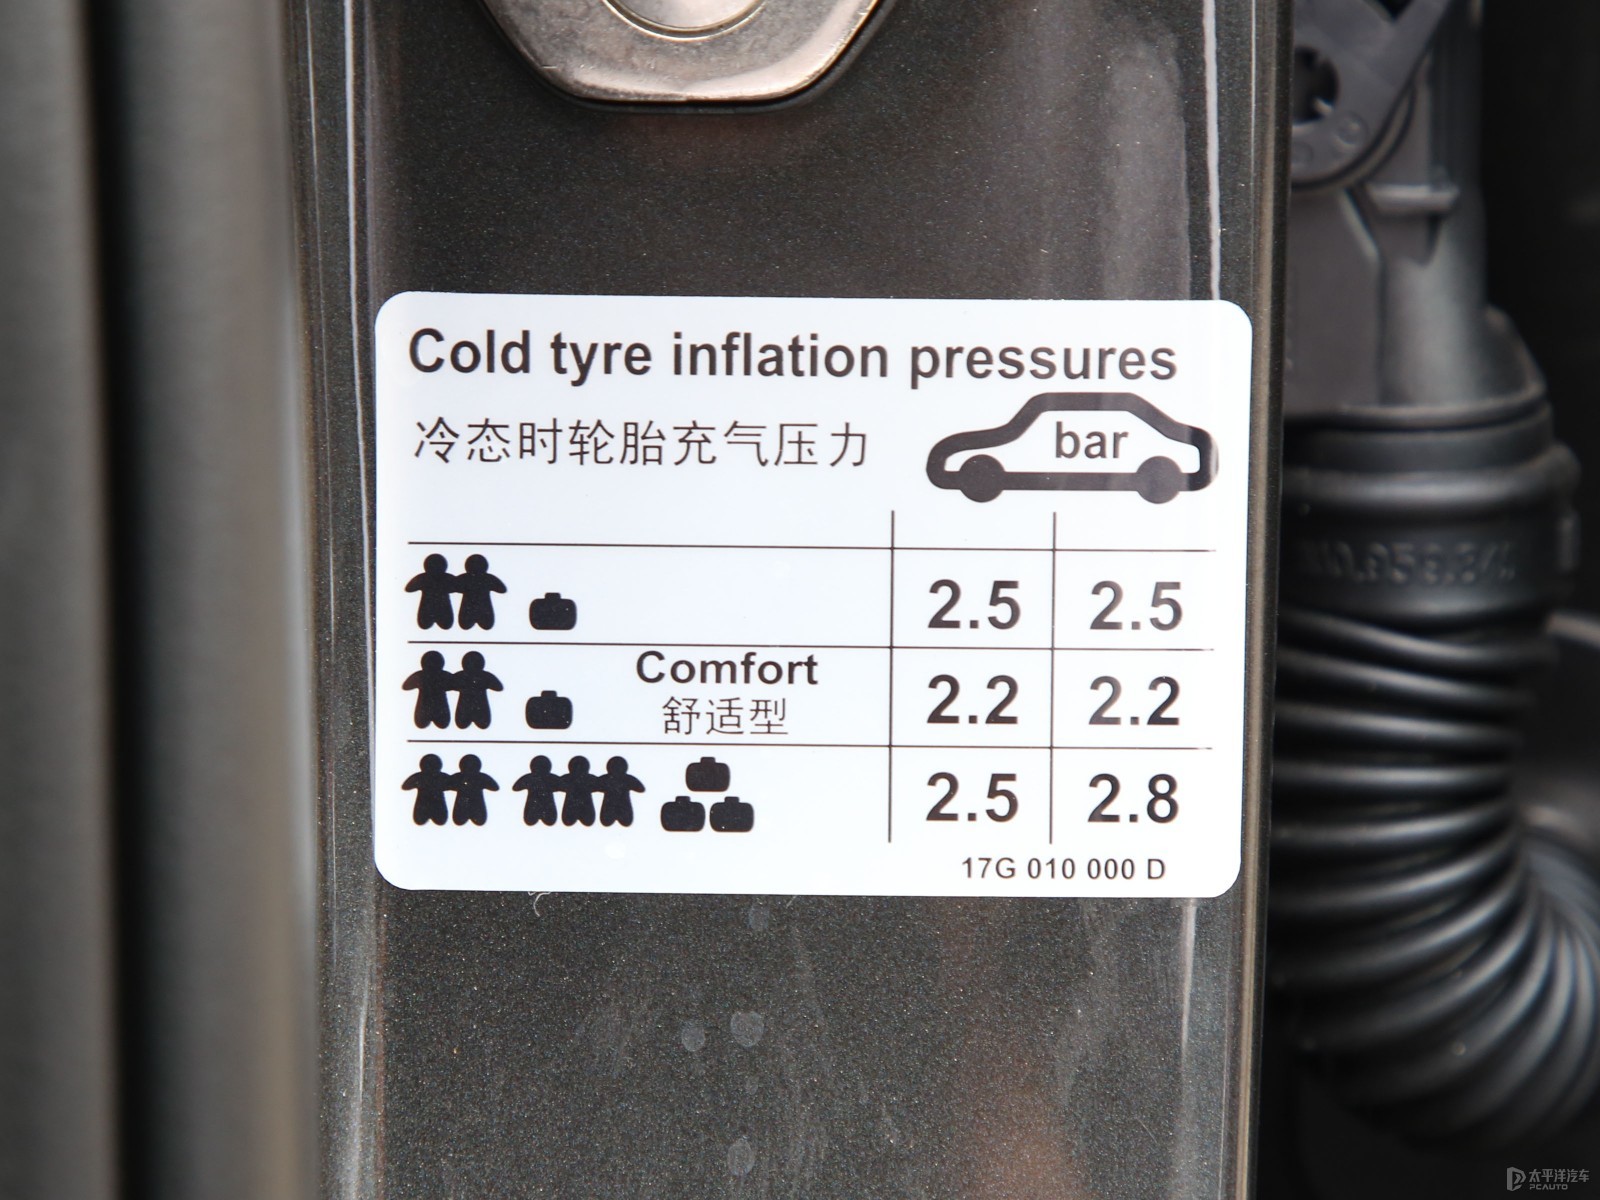 Cold tyre inflation pressures
冷态时轮胎充气压力
bar
2.5 2.5
Comfort 2.2 2.2
舒适型
2.5 2.8
17G 010 000 D
太平洋汽车
PCAUTO